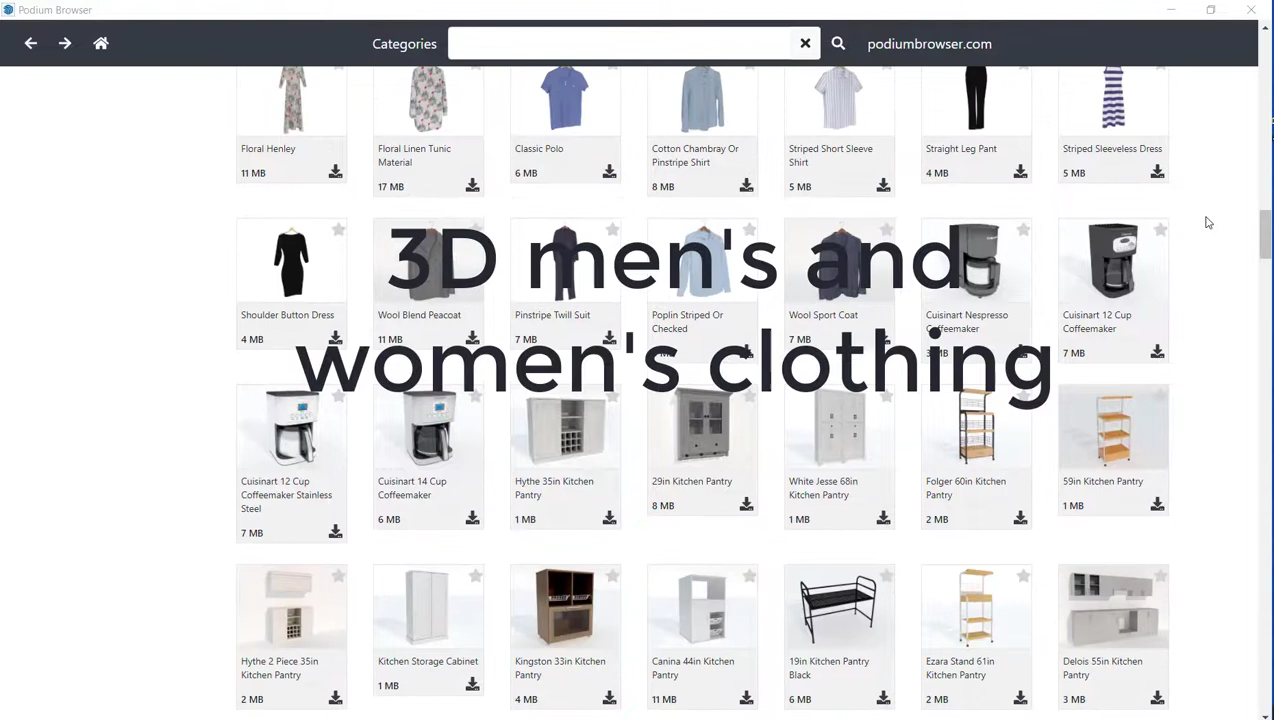 Podium Browser
Categories
podiumbrowser.com
Floral Henley
11 MB
Floral Linen Tunic
Material
17 MB
Classic Polo
6 MB
Cotton Chambray Or
Pinstripe Shirt
8 MB
Striped Short Sleeve
Shirt
5 MB
Straight Leg Pant
4 MB
Striped Sleeveless Dress
5 MB
3D men's and
women's clothing
Shoulder Button Dress
4 MB
Wool Blend Peacoat
11 MB
Pinstripe Twill Suit
7 MB
Poplin Striped Or
Checked
Wool Sport Coat
7 MB
Cuisinart Nespresso
Coffeemaker
Cuisinart 12 Cup
Coffeemaker
7 MB
Cuisinart 12 Cup
Coffeemaker Stainless
Steel
7 MB
Cuisinart 14 Cup
Coffeemaker
6 MB
Hythe 35in Kitchen
Pantry
1 MB
29in Kitchen Pantry
8 MB
White Jesse 68in
Kitchen Pantry
1 MB
Folger 60in Kitchen
Pantry
2 MB
59in Kitchen Pantry
1 MB
Hythe 2 Piece 35in
Kitchen Pantry
2 MB
Kitchen Storage Cabinet
1 MB
Kingston 33in Kitchen
Pantry
4 MB
Canina 44in Kitchen
Pantry
11 MB
19in Kitchen Pantry
Black
6 MB
Ezara Stand 61in
Kitchen Pantry
2 MB
Delois 55in Kitchen
Pantry
3 MB